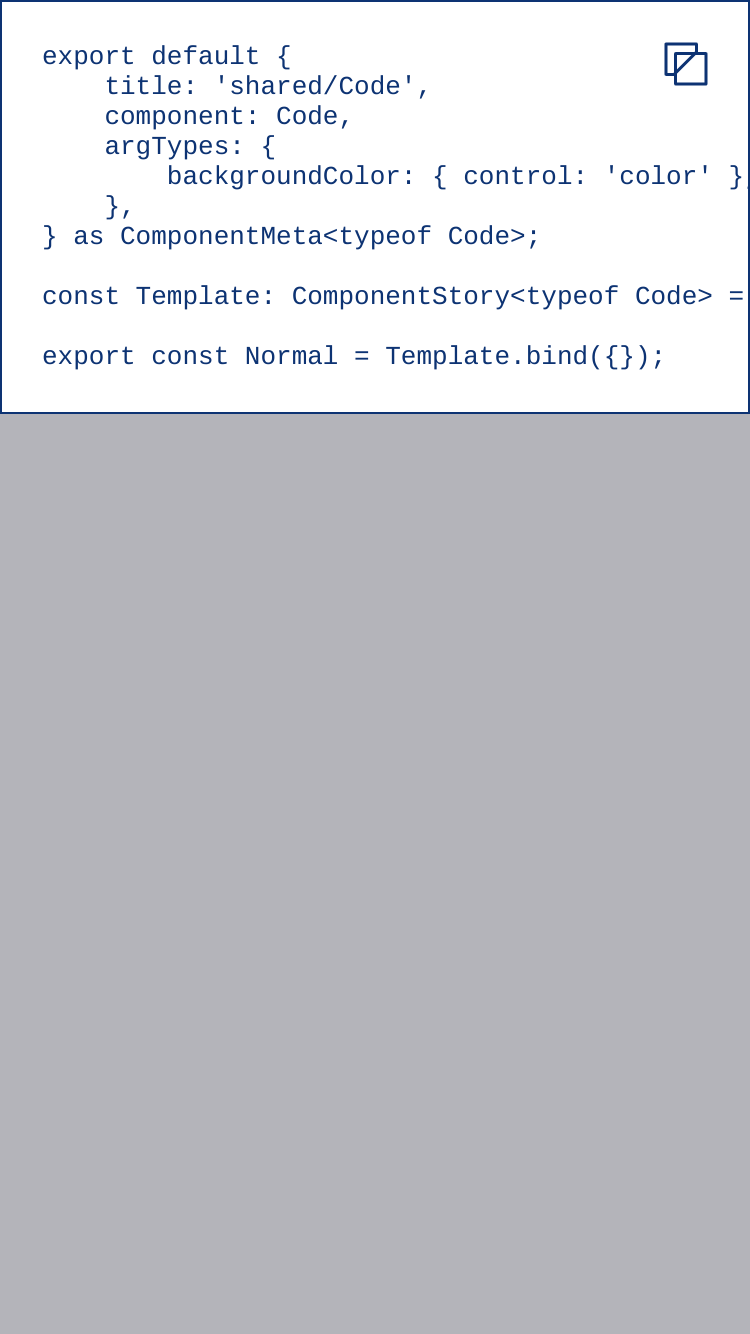 export default {
    title: 'shared/Code',
    component: Code,
    argTypes: {
        backgroundColor: { control: 'color' },
    },
} as ComponentMeta<typeof Code>;

const Template: ComponentStory<typeof Code> =

export const Normal = Template.bind({});